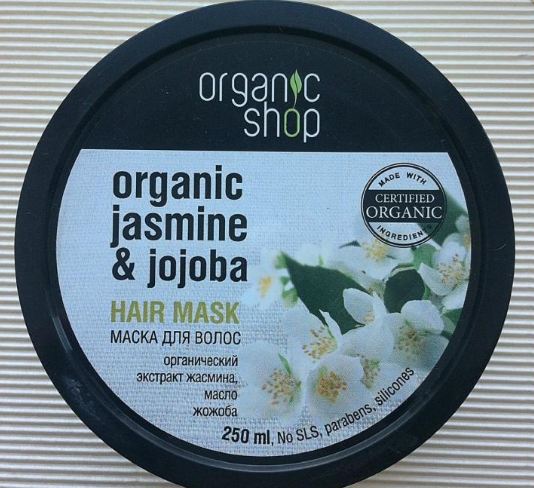 organic
shop
organic
jasmine
& jojoba
MADE WITH
CERTIFIED
ORGANIC
INGREDIENTS
HAIR MASK
МАСКА ДЛЯ ВОЛОС
органический
экстракт жасмина,
масло
жожоба
250 ml, No SLS, parabens, silicones